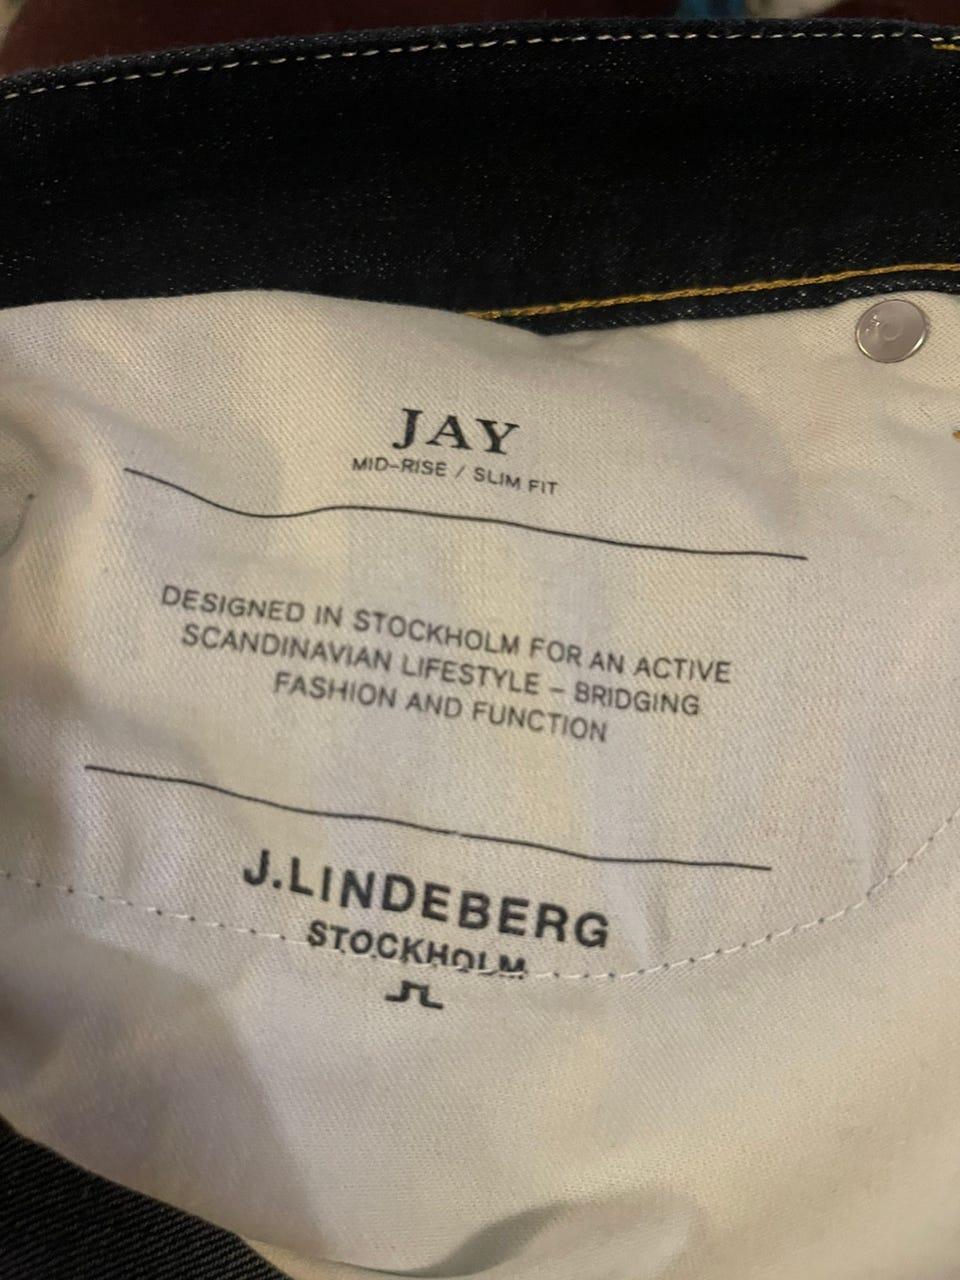 JAY
MID-RISE / SLIM FIT
DESIGNED IN STOCKHOLM FOR AN ACTIVE
SCANDINAVIAN LIFESTYLE – BRIDGING
FASHION AND FUNCTION
J.LINDEBERG
STOCKHOLM
JL